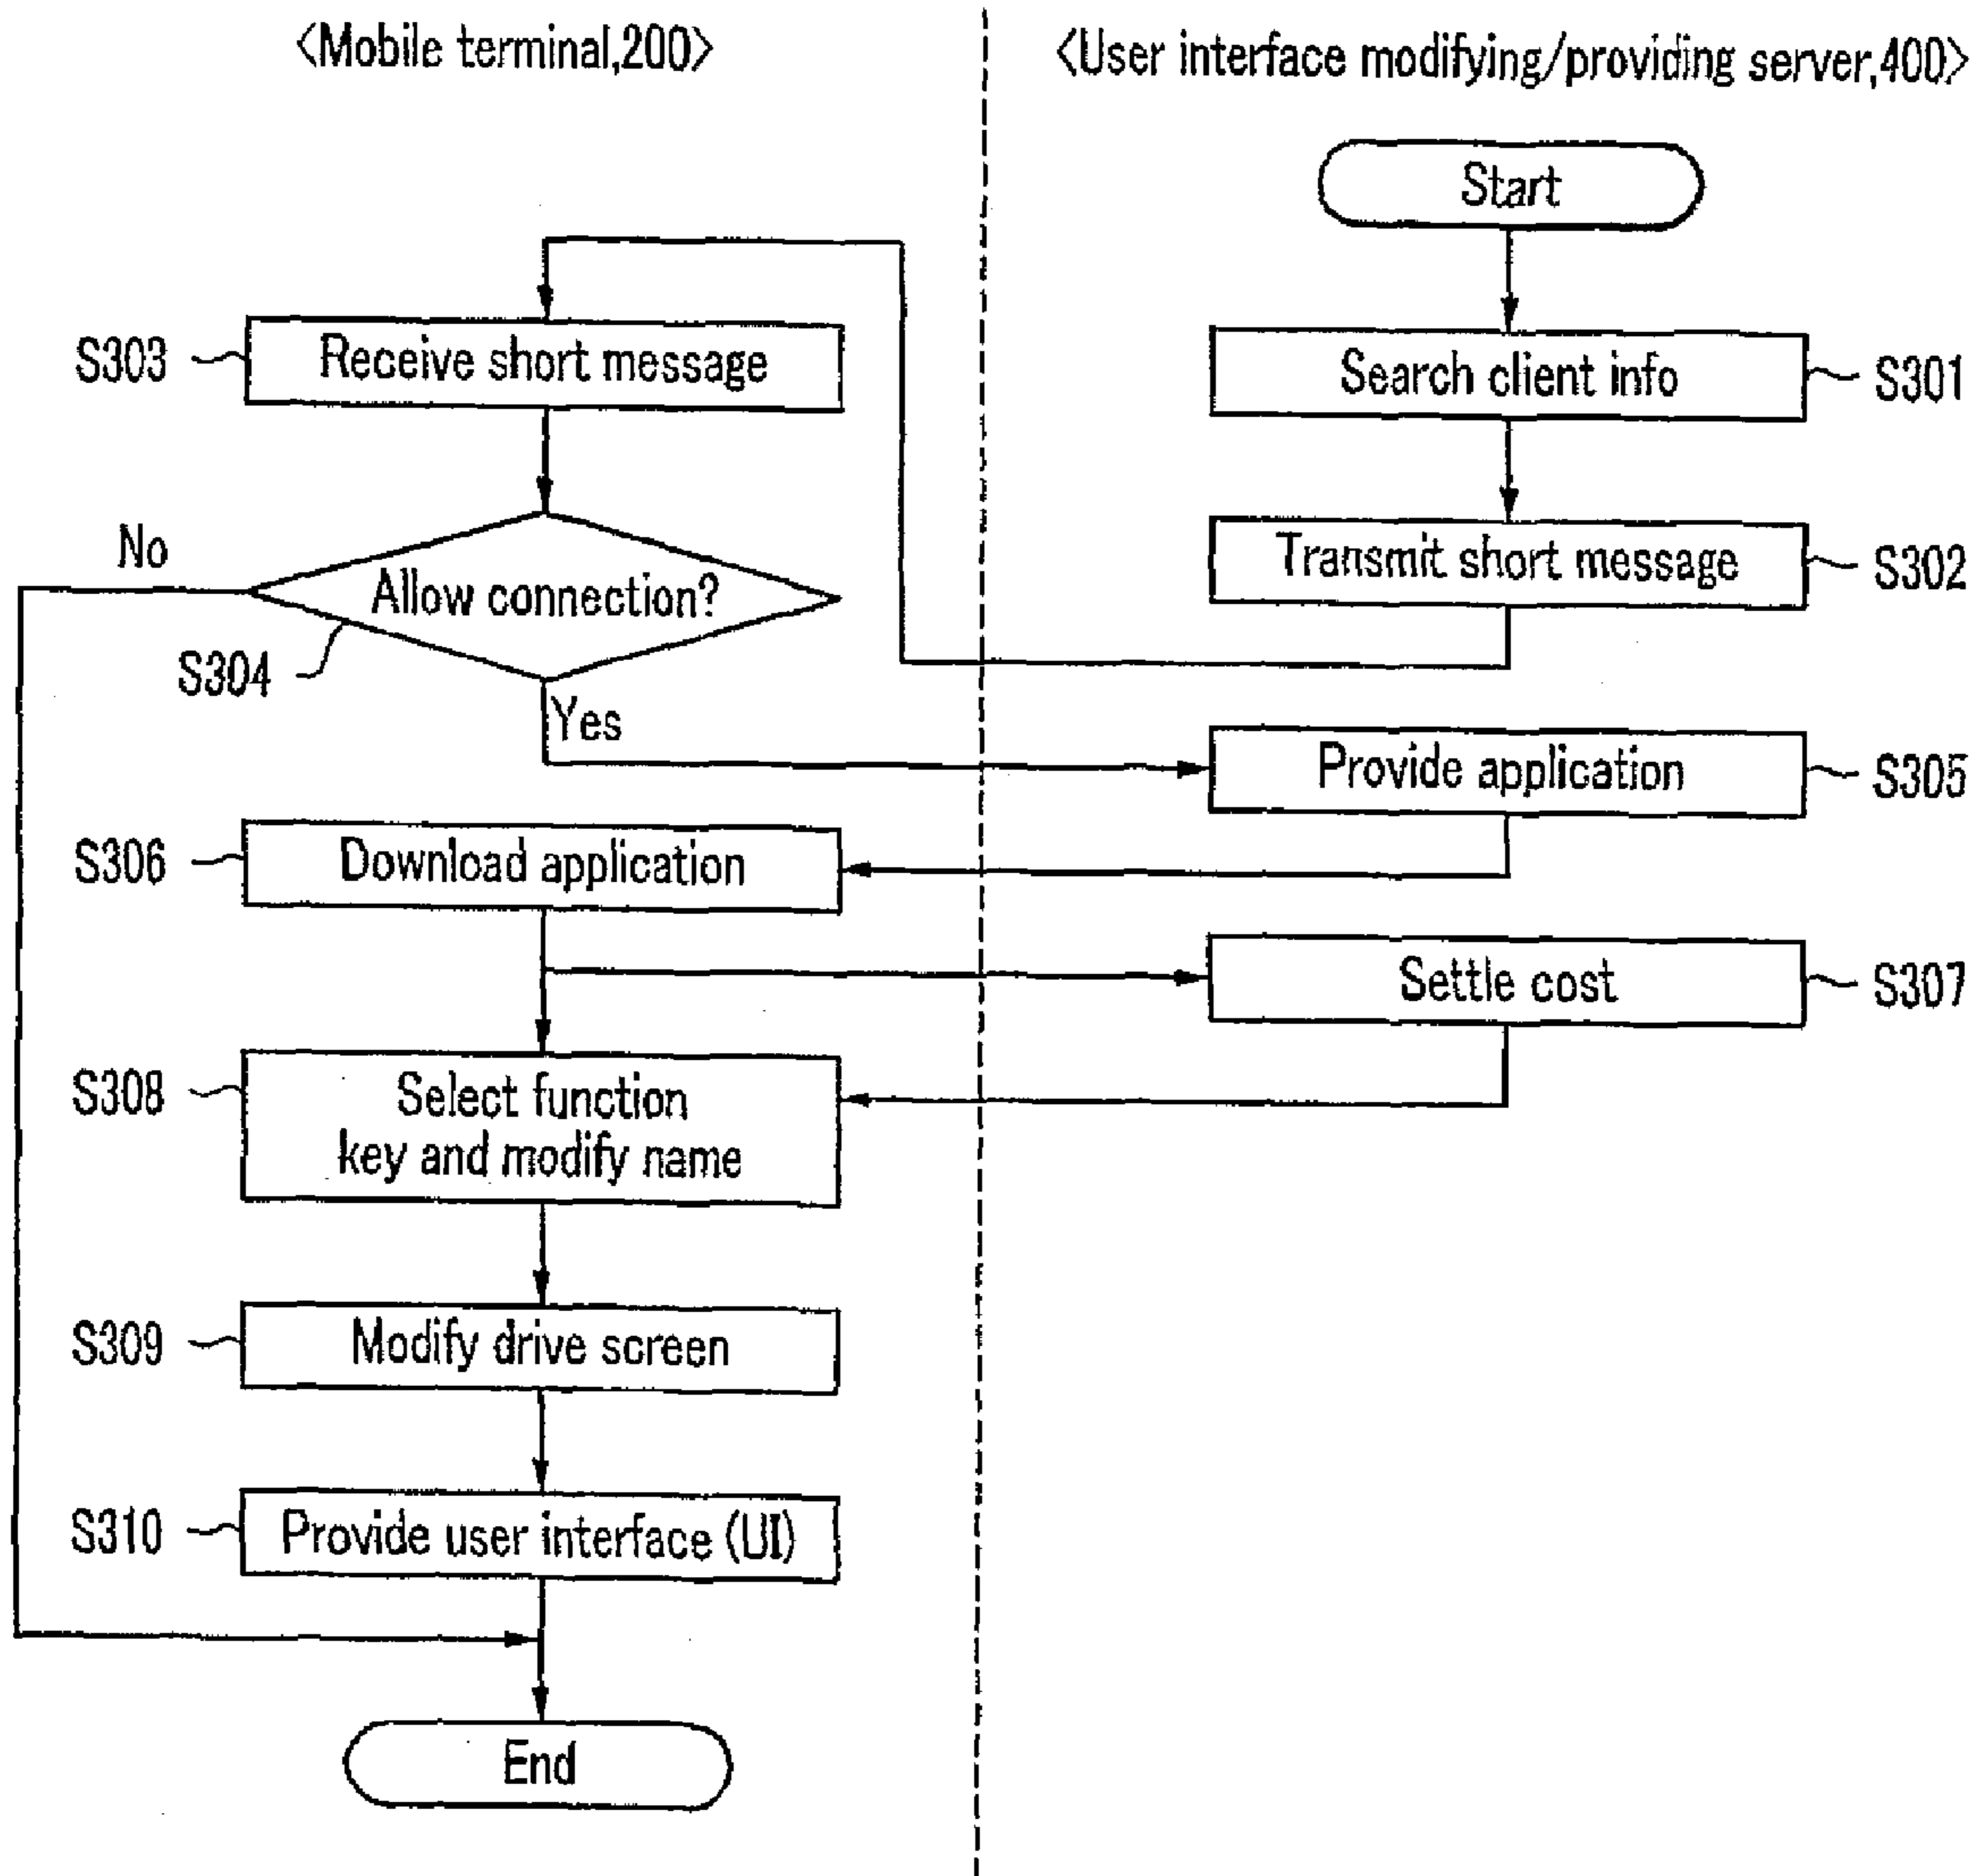 <Mobile terminal,200>
<User interface modifying/providing server,400>
Start
S303
Receive short message
Search client info
S301
No
Allow connection?
S304
Transmit short message
S302
Yes
Provide application
S305
S306
Download application
Settle cost
S307
S308
Select function
key and modify name
S309
Modify drive screen
S310
Provide user interface (UI)
End